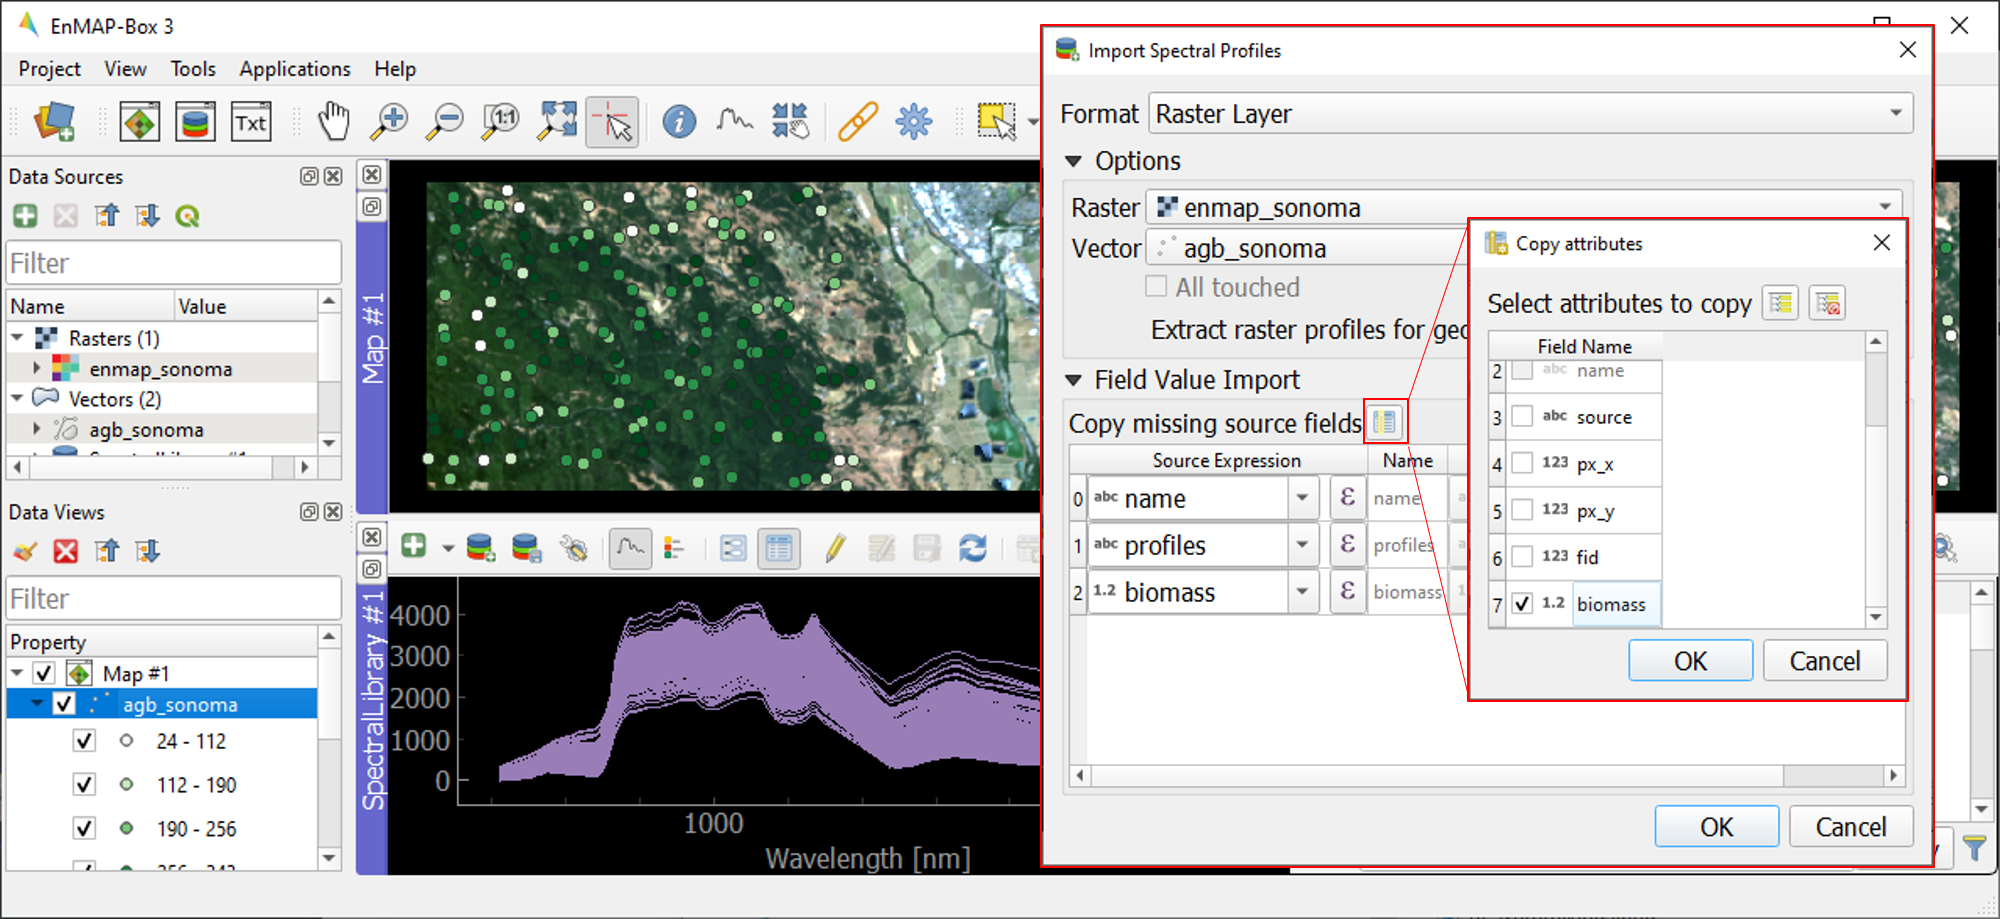 EnMAP-Box 3
Project View Tools Applications Help
Txt
1:1
Data Sources
Filter
Name Value
Rasters (1)
enmap_sonoma
Vectors (2)
agb_sonoma
Data Views
Filter
Property
Map #1
agb_sonoma
24 - 112
112 - 190
190 - 256
Map #1
SpectralLibrary #1
4000
3000
2000
1000
0
1000
Wavelength [nm]
Import Spectral Profiles
Format Raster Layer
Options
Raster enmap_sonoma
Vector agb_sonoma
All touched
Extract raster profiles for
Field Value Import
Copy missing source fields
Source Expression Name
0 abc name ε name
1 abc profiles ε profiles
2 1.2 biomass ε biomass
OK Cancel
Copy attributes
Select attributes to copy
Field Name
2 abc name
3 abc source
4 123 px_x
5 123 px_y
6 123 fid
7 1.2 biomass
OK Cancel